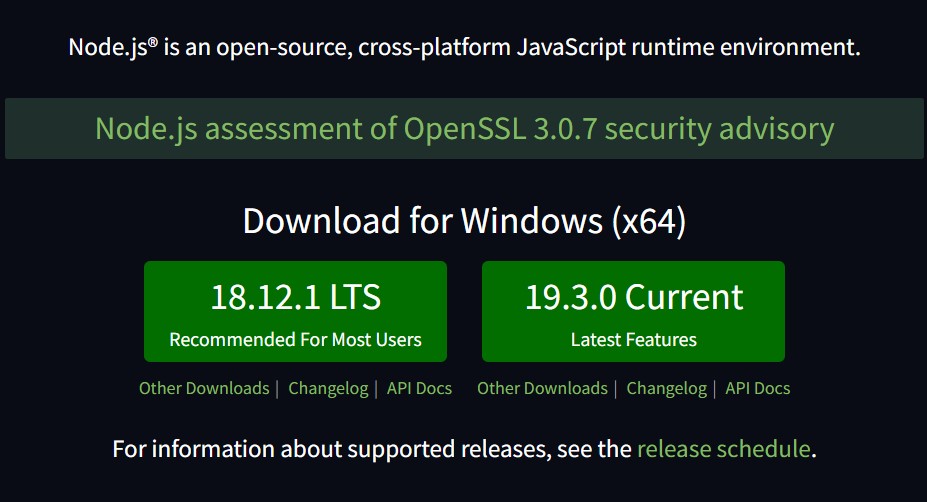 Node.js® is an open-source, cross-platform JavaScript runtime environment.
Node.js assessment of OpenSSL 3.0.7 security advisory
Download for Windows (x64)
18.12.1 LTS
Recommended For Most Users
19.3.0 Current
Latest Features
Other Downloads | Changelog | API Docs
Other Downloads | Changelog | API Docs
For information about supported releases, see the release schedule.